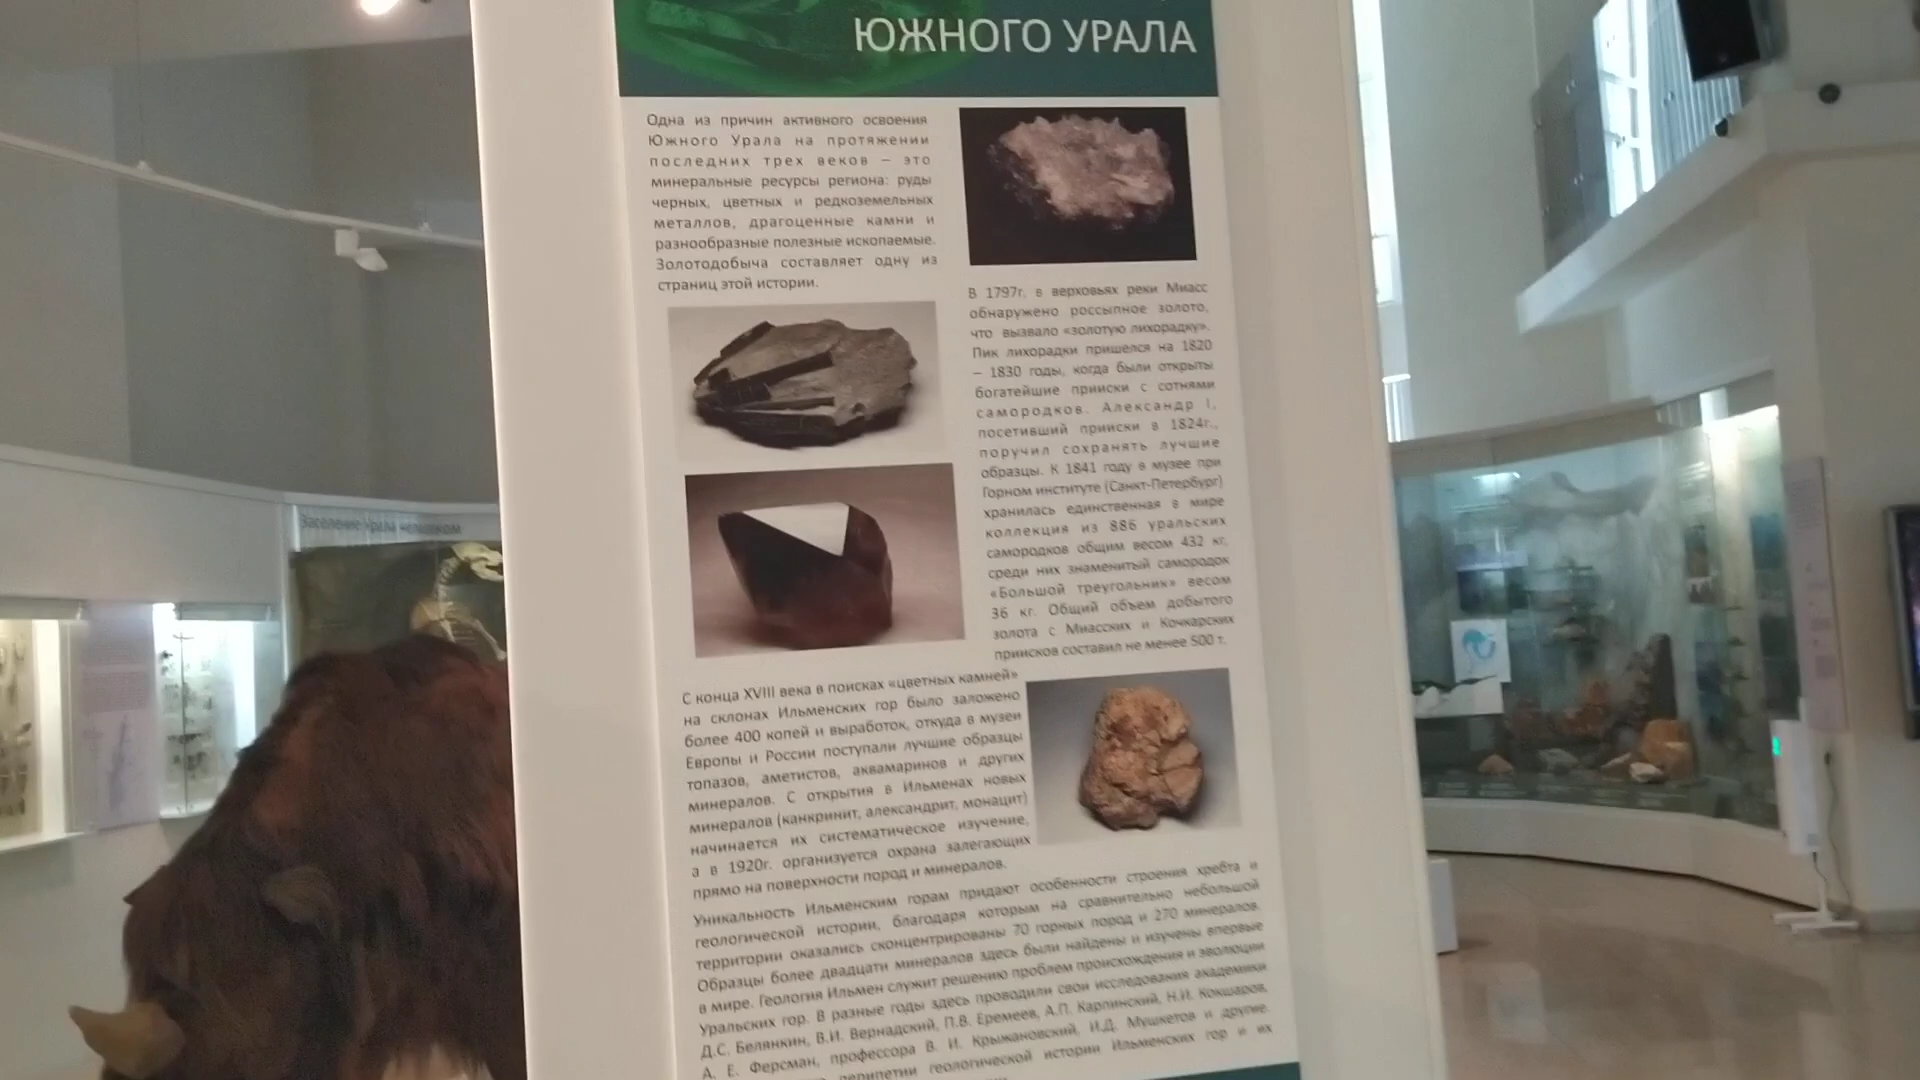 ЮЖНОГО УРАЛА
Одна из причин активного освоения
Южного Урала на протяжении
последних трех веков – это
минеральные ресурсы региона: руды
черных, цветных и редкоземельных
металлов, драгоценные камни и
разнообразные полезные ископаемые.
Золотодобыча составляет одну из
страниц этой истории.
В 1797г. в верховьях реки Миасс
обнаружено россыпное золото,
что вызвало «золотую лихорадку».
Пик лихорадки пришелся на 1820
– 1830 годы, когда были открыты
богатейшие прииски с сотнями
самородков. Александр I,
посетивший прииски в 1824г.,
поручил сохранять лучшие
образцы. К 1841 году в музее при
Горном институте (Санкт-Петербург)
хранилась единственная в мире
коллекция из 886 уральских
самородков общим весом 432 кг,
среди них знаменитый самородок
«Большой треугольник» весом
36 кг. Общий объем добытого
золота с Миасских и Кочкарских
приисков составил не менее 500 т.
С конца XVIII века в поисках «цветных камней»
на склонах Ильменских гор было заложено
более 400 копей и выработок, откуда в музеи
Европы и России поступали лучшие образцы
топазов, аметистов, аквамаринов и других
минералов. С открытия в Ильменах новых
минералов (канкринит, александрит, монацит)
начинается их систематическое изучение,
а в 1920г. организуется охрана залегающих
прямо на поверхности пород и минералов.
Уникальность Ильменским горам придают особенности строения хребта и
геологической истории, благодаря которым на сравнительно небольшой
территории оказались сконцентрированы 70 горных пород и 270 минералов.
Образцы более двадцати минералов здесь были найдены и изучены впервые
в мире. Геология Ильмен служит решению проблем происхождения и эволюции
Уральских гор. В разные годы здесь проводили свои исследования академики
Д.С. Белянкин, В.И. Вернадский, П.В. Еремеев, А.П. Карпинский, Н.И. Кокшаров,
А. Е. Ферсман, профессора В. И. Крыжановский, И.Д. Мушкетов и другие.
перипетии геологической истории Ильменских гор и их
Заселение Урала человеком